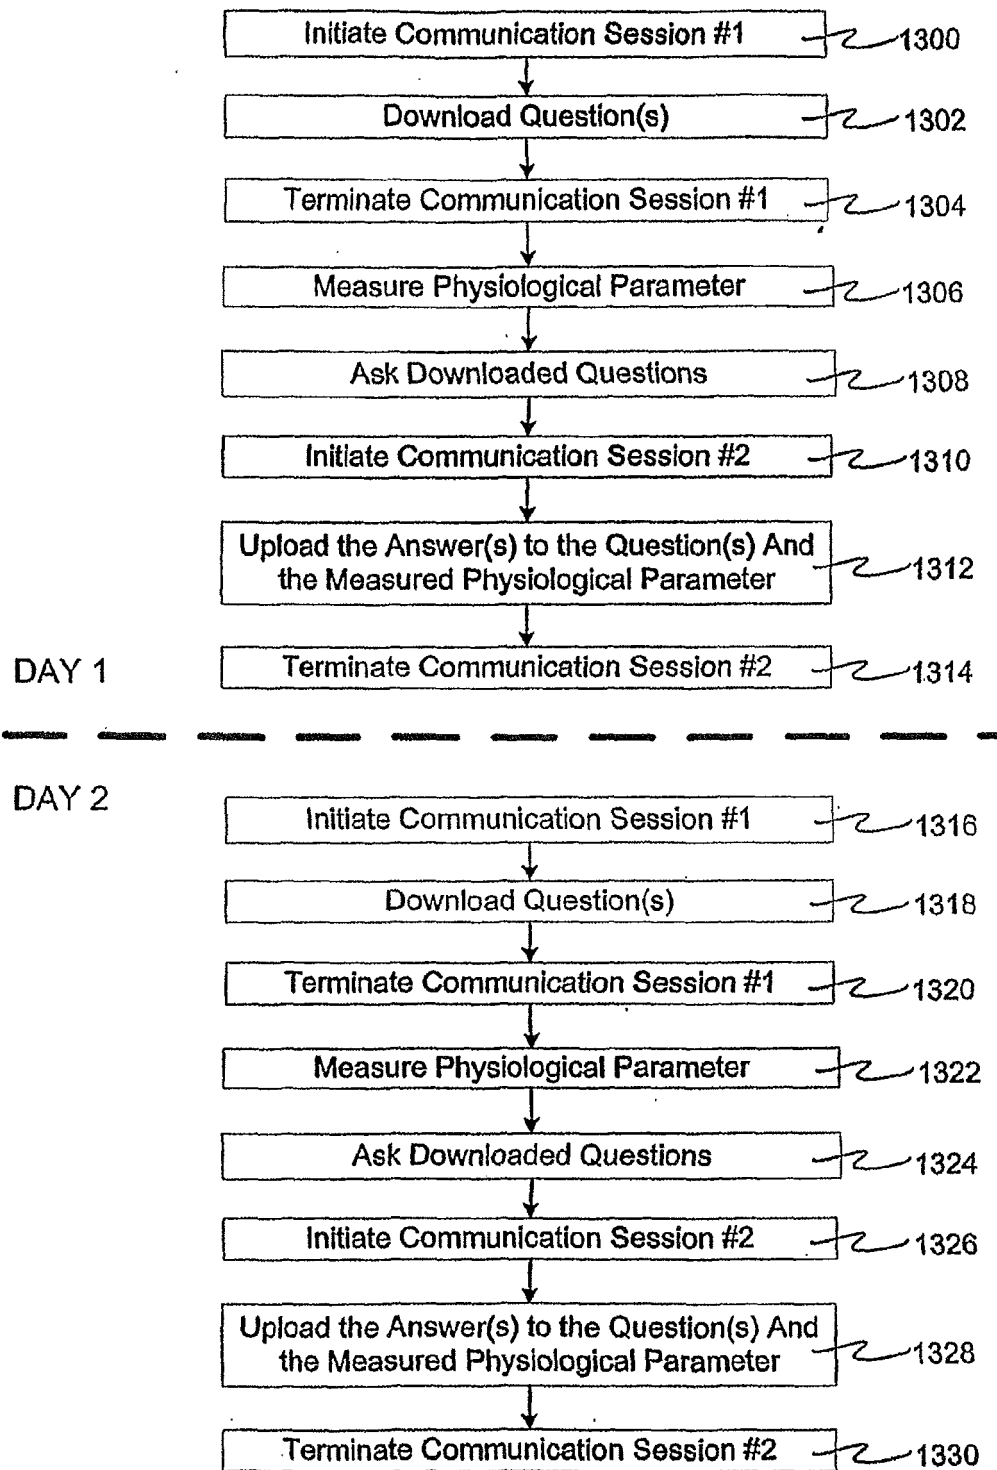 Initiate Communication Session #1 1300
Download Question(s) 1302
Terminate Communication Session #1 1304
Measure Physiological Parameter 1306
Ask Downloaded Questions 1308
Initiate Communication Session #2 1310
Upload the Answer(s) to the Question(s) And
the Measured Physiological Parameter 1312
DAY 1 Terminate Communication Session #2 1314
DAY 2
Initiate Communication Session #1 1316
Download Question(s) 1318
Terminate Communication Session #1 1320
Measure Physiological Parameter 1322
Ask Downloaded Questions 1324
Initiate Communication Session #2 1326
Upload the Answer(s) to the Question(s) And
the Measured Physiological Parameter 1328
Terminate Communication Session #2 1330